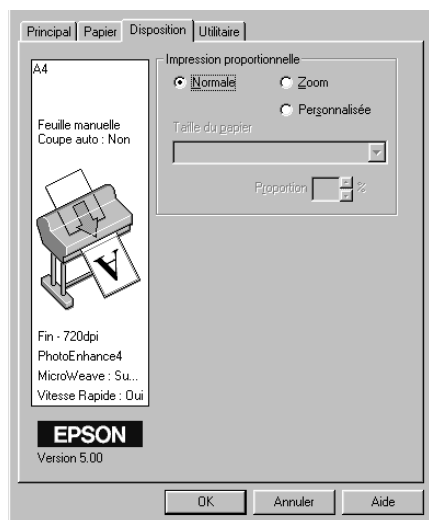 Principal Papier Disposition Utilitaire
A4
Feuille manuelle
Coupe auto : Non
A
Fin - 720dpi
PhotoEnhance4
MicroWeave : Su...
Vitesse Rapide : Oui
EPSON
Version 5.00
Impression proportionnelle
Normale Zoom
Personnalisée
Taille du papier
Proportion %
OK Annuler Aide